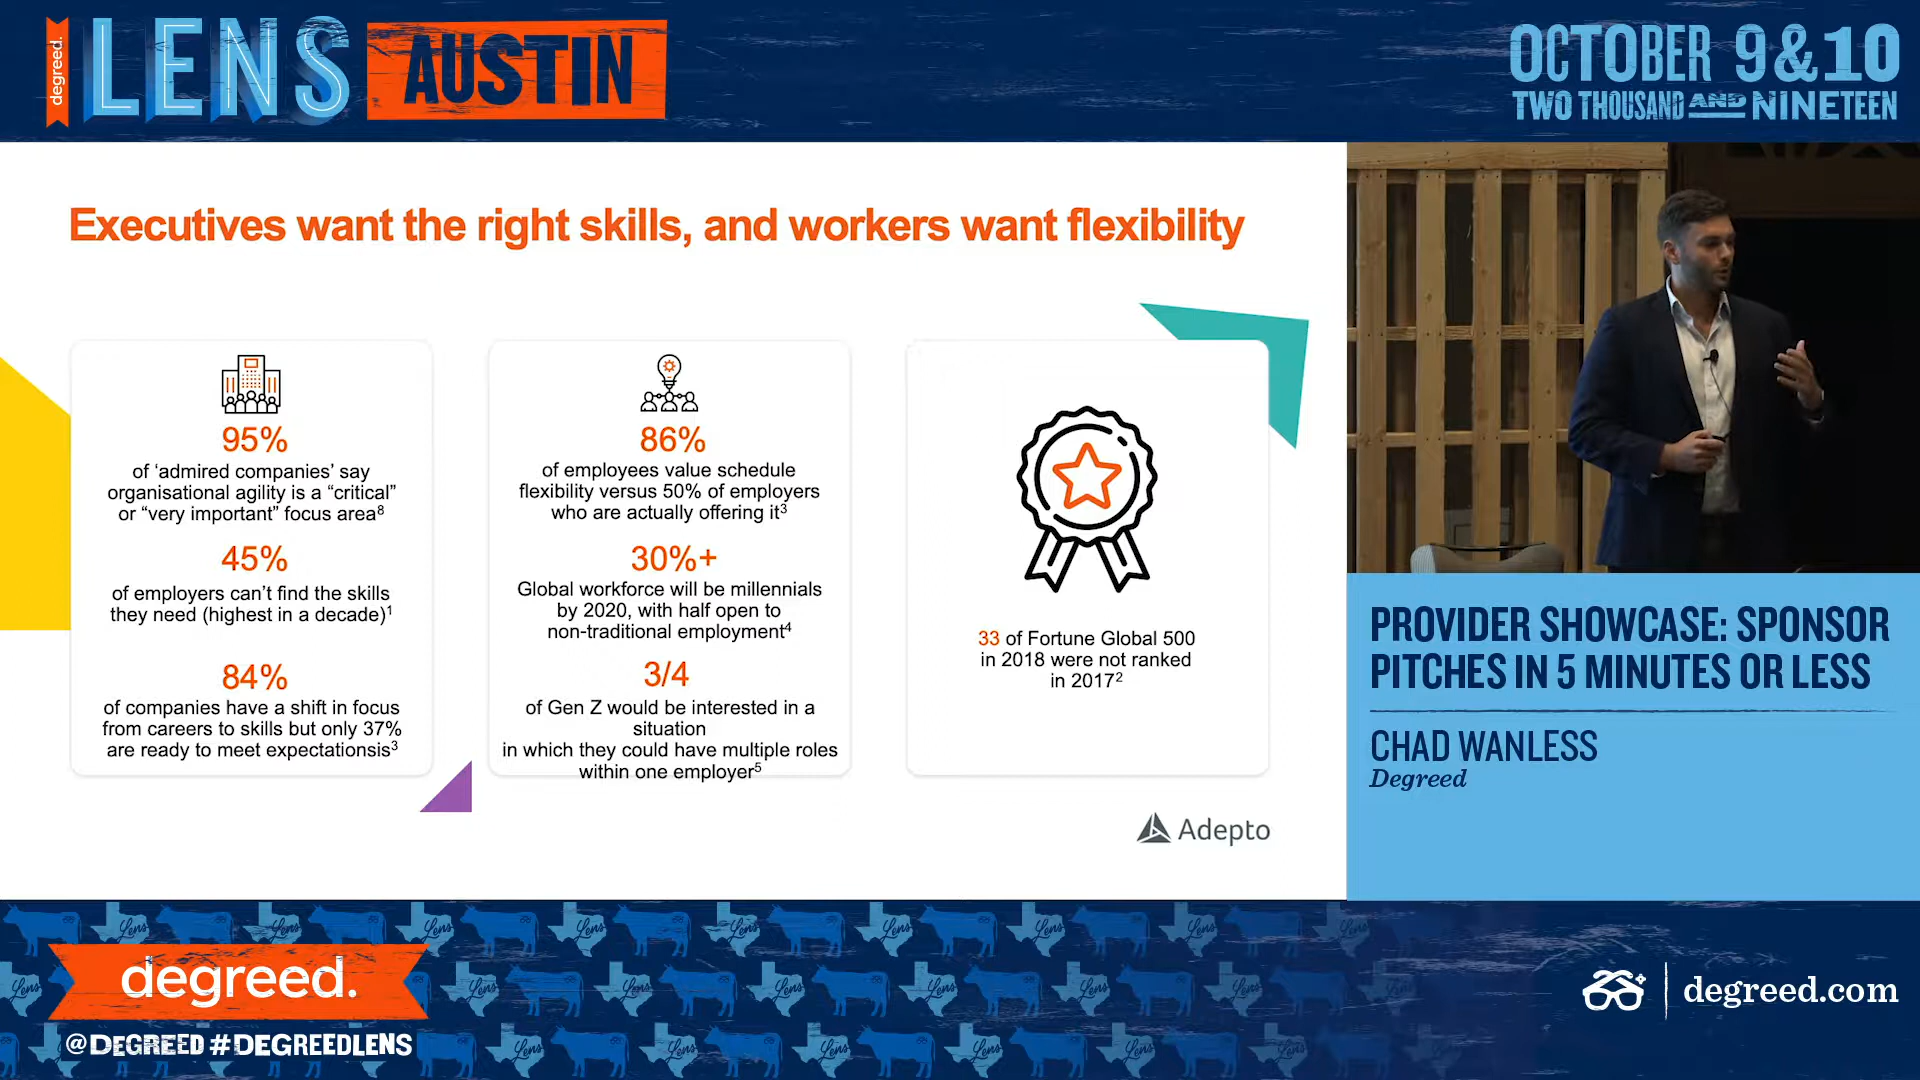 degreed.
LENS
AUSTIN
OCTOBER 9&10
TWO THOUSAND AND NINETEEN
Executives want the right skills, and workers want flexibility
95%
of ‘admired companies’ say
organisational agility is a “critical”
or “very important” focus area⁸
45%
of employers can’t find the skills
they need (highest in a decade)¹
84%
of companies have a shift in focus
from careers to skills but only 37%
are ready to meet expectationsis³
86%
of employees value schedule
flexibility versus 50% of employers
who are actually offering it³
30%+
Global workforce will be millennials
by 2020, with half open to
non-traditional employment⁴
3/4
of Gen Z would be interested in a
situation
in which they could have multiple roles
within one employer⁵
33 of Fortune Global 500
in 2018 were not ranked
in 2017²
Adepto
PROVIDER SHOWCASE: SPONSOR
PITCHES IN 5 MINUTES OR LESS
CHAD WANLESS
Degreed
Lens
degreed.
@DEGREED #DEGREEDLENS
degreed.com